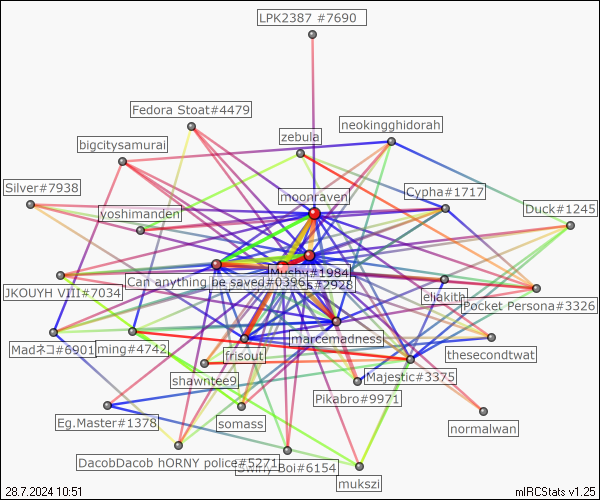 LPK2387 #7690
Fedora Stoat#4479
neokingghidorah
zebula
bigcitysamurai
Silver#7938
Cypha#1717
moonraven
Duck#1245
yoshimanden
Muchy#1984
Can anything be saved#0396
s#2928
eliakith
JKOUYH VIII#7034
Pocket Persona#3326
marcemadness
Madネコ#6901
ming#4742
frisout
thesecondtwat
shawntee9
Majestic#3375
Pikabro#9971
Eg.Master#1378
somass
normalwan
DacobDacob hORNY police#5271
Boi#6154
mukszi
28.7.2024 10:51
mIRCStats v1.25